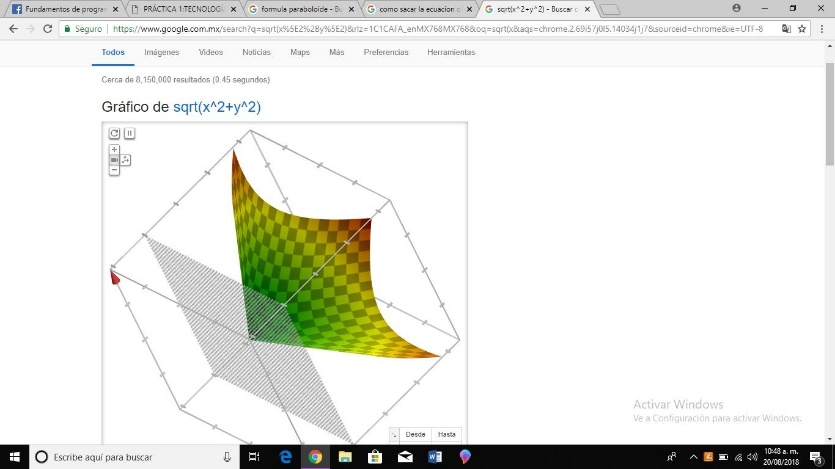 Fundamentos de program
PRÁCTICA 1:TECNOLOGI
formula paraboloide - Bu
como sacar la ecuacion d
sqrt(x^2+y^2) - Buscar c
Seguro
https://www.google.com.mx/search?q=sqrt(x%5E2%2By%5E2)&rlz=1C1CAFA_enMX768MX768&oq=sqrt(x&aqs=chrome.2.69i57j0l5.14034j1j7&sourceid=chrome&ie=UTF-8
Todos Imágenes Videos Noticias Maps Más Preferencias Herramientas
Cerca de 8,150,000 resultados (0.45 segundos)
Gráfico de sqrt(x^2+y^2)
Desde Hasta
Activar Windows
Ve a Configuración para activar Windows.
Escribe aquí para buscar
10:48 a. m.
20/08/2018
3